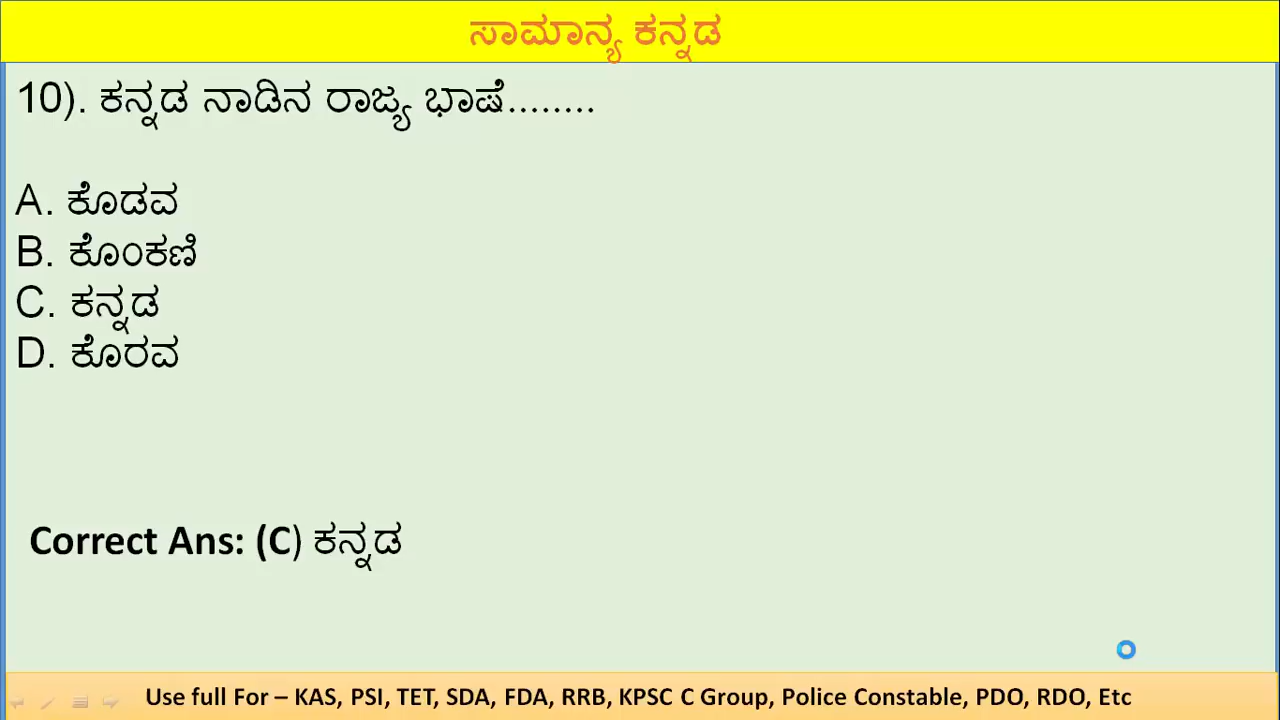 ಸಾಮಾನ್ಯ ಕನ್ನಡ
10). ಕನ್ನಡ ನಾಡಿನ ರಾಜ್ಯ ಭಾಷೆ........
A. ಕೊಡವ
B. ಕೊಂಕಣಿ
C. ಕನ್ನಡ
D. ಕೊರವ
Correct Ans: (C) ಕನ್ನಡ
Use full For – KAS, PSI, TET, SDA, FDA, RRB, KPSC C Group, Police Constable, PDO, RDO, Etc